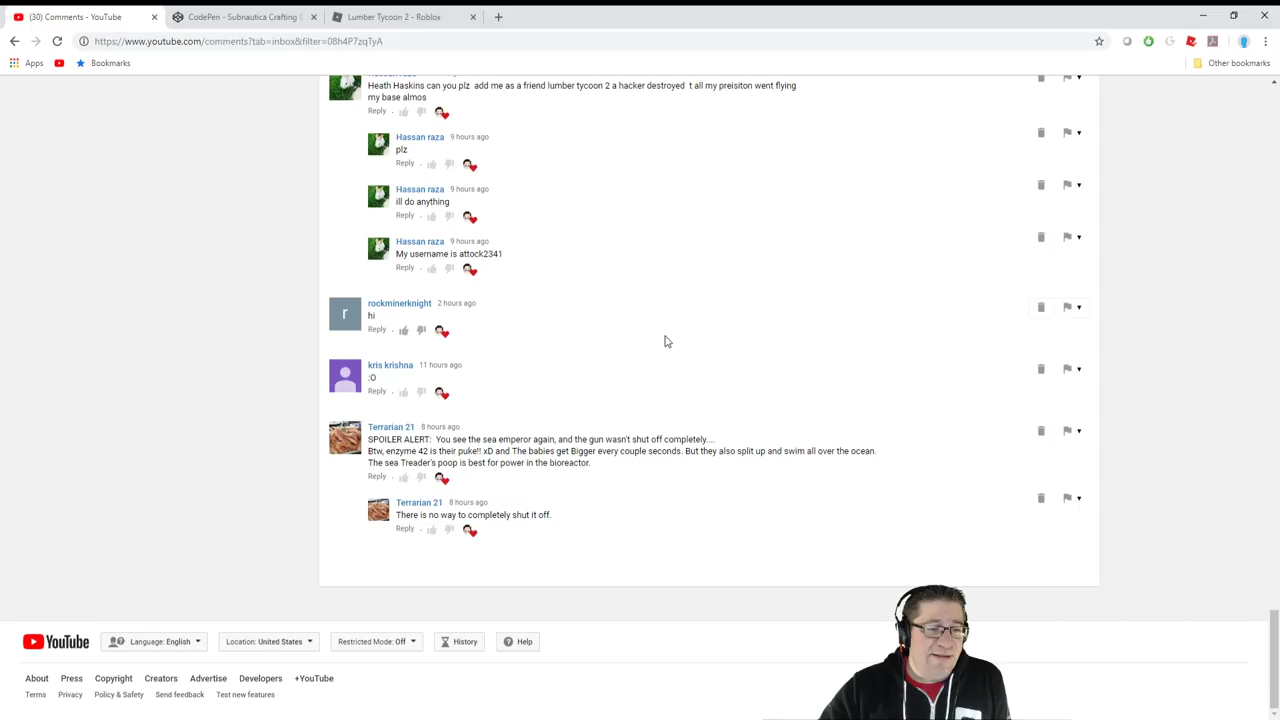 (30) Comments - YouTube
CodePen - Subnautica Crafting G
Lumber Tycoon 2 - Roblox
https://www.youtube.com/comments?tab=inbox&filter=08h4P7zqTyA
Apps
Bookmarks
Other bookmarks
Heath Haskins can you plz add me as a friend lumber tycoon 2 a hacker destroyed t all my preisiton went flying
my base almos
Reply
Hassan raza 9 hours ago
plz
Reply
Hassan raza 9 hours ago
ill do anything
Reply
Hassan raza 9 hours ago
My username is attock2341
Reply
r
rockminerknight 2 hours ago
hi
Reply
kris krishna 11 hours ago
:O
Reply
Terrarian 21 8 hours ago
SPOILER ALERT: You see the sea emperor again, and the gun wasn't shut off completely....
Btw, enzyme 42 is their puke!! xD and The babies get Bigger every couple seconds. But they also split up and swim all over the ocean.
The sea Treader's poop is best for power in the bioreactor.
Reply
Terrarian 21 8 hours ago
There is no way to completely shut it off.
Reply
YouTube
Language: English
Location: United States
Restricted Mode: Off
History
Help
About Press Copyright Creators Advertise Developers +YouTube
Terms Privacy Policy & Safety Send feedback Test new features